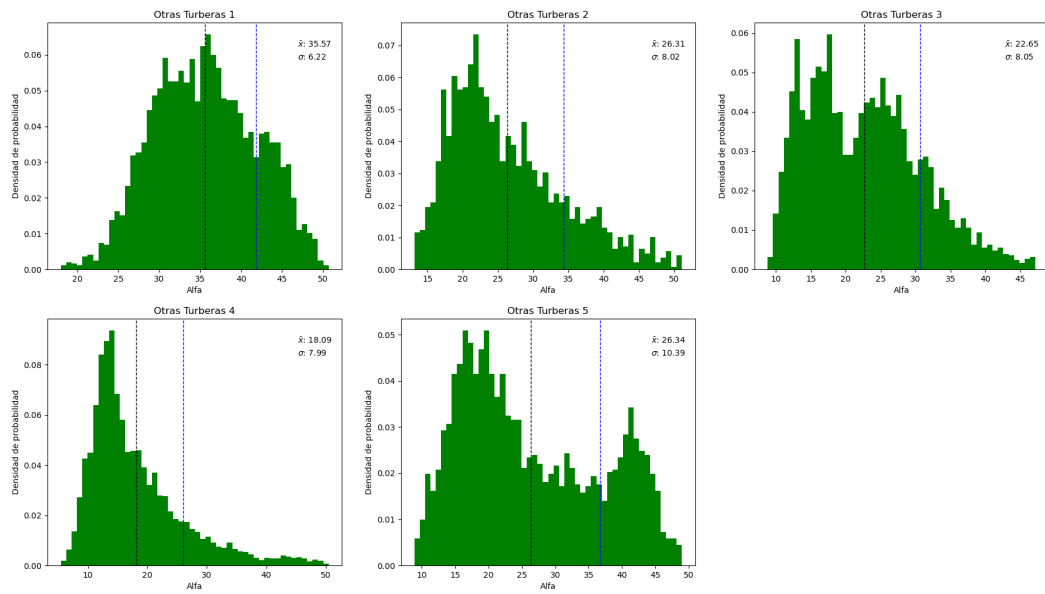 Otras Turberas 1
x̄: 35.57
σ: 6.22
Densidad de probabilidad
0.06
0.05
0.04
0.03
0.02
0.01
0.00
20 25 30 35 40 45 50
Alfa
Otras Turberas 2
x̄: 26.31
σ: 8.02
Densidad de probabilidad
0.07
0.06
0.05
0.04
0.03
0.02
0.01
0.00
15 20 25 30 35 40 45 50
Alfa
Otras Turberas 3
x̄: 22.65
σ: 8.05
Densidad de probabilidad
0.06
0.05
0.04
0.03
0.02
0.01
0.00
10 15 20 25 30 35 40 45
Alfa
Otras Turberas 4
x̄: 18.09
σ: 7.99
Densidad de probabilidad
0.08
0.06
0.04
0.02
0.00
10 20 30 40 50
Alfa
Otras Turberas 5
x̄: 26.34
σ: 10.39
Densidad de probabilidad
0.05
0.04
0.03
0.02
0.01
0.00
10 15 20 25 30 35 40 45 50
Alfa